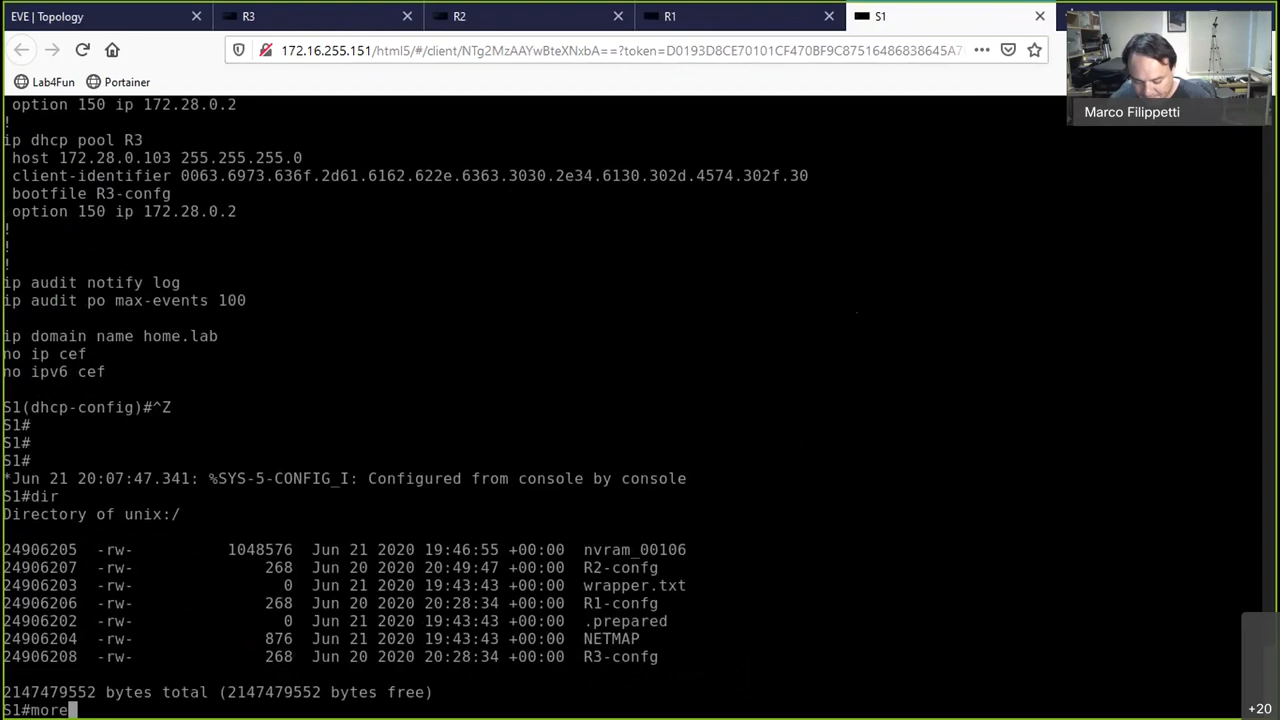 EVE | Topology
R3
R2
R1
S1
172.16.255.151/html5/#/client/NTg2MzAAYwBteXNxbA==?token=D0193D8CE70101CF470BF9C87516486838645A7
Lab4Fun
Portainer
Marco Filippetti
option 150 ip 172.28.0.2
!
ip dhcp pool R3
host 172.28.0.103 255.255.255.0
client-identifier 0063.6973.636f.2d61.6162.622e.6363.3030.2e34.6130.302d.4574.302f.30
bootfile R3-confg
option 150 ip 172.28.0.2
!
!
!
ip audit notify log
ip audit po max-events 100
ip domain name home.lab
no ip cef
no ipv6 cef
S1(dhcp-config)#^Z
S1#
S1#
S1#
*Jun 21 20:07:47.341: %SYS-5-CONFIG_I: Configured from console by console
S1#dir
Directory of unix:/
24906205 -rw- 1048576 Jun 21 2020 19:46:55 +00:00 nvram_00106
24906207 -rw- 268 Jun 20 2020 20:49:47 +00:00 R2-confg
24906203 -rw- 0 Jun 21 2020 19:43:43 +00:00 wrapper.txt
24906206 -rw- 268 Jun 20 2020 20:28:34 +00:00 R1-confg
24906202 -rw- 0 Jun 21 2020 19:43:43 +00:00 .prepared
24906204 -rw- 876 Jun 21 2020 19:43:43 +00:00 NETMAP
24906208 -rw- 268 Jun 20 2020 20:28:34 +00:00 R3-confg
2147479552 bytes total (2147479552 bytes free)
S1#more
+20